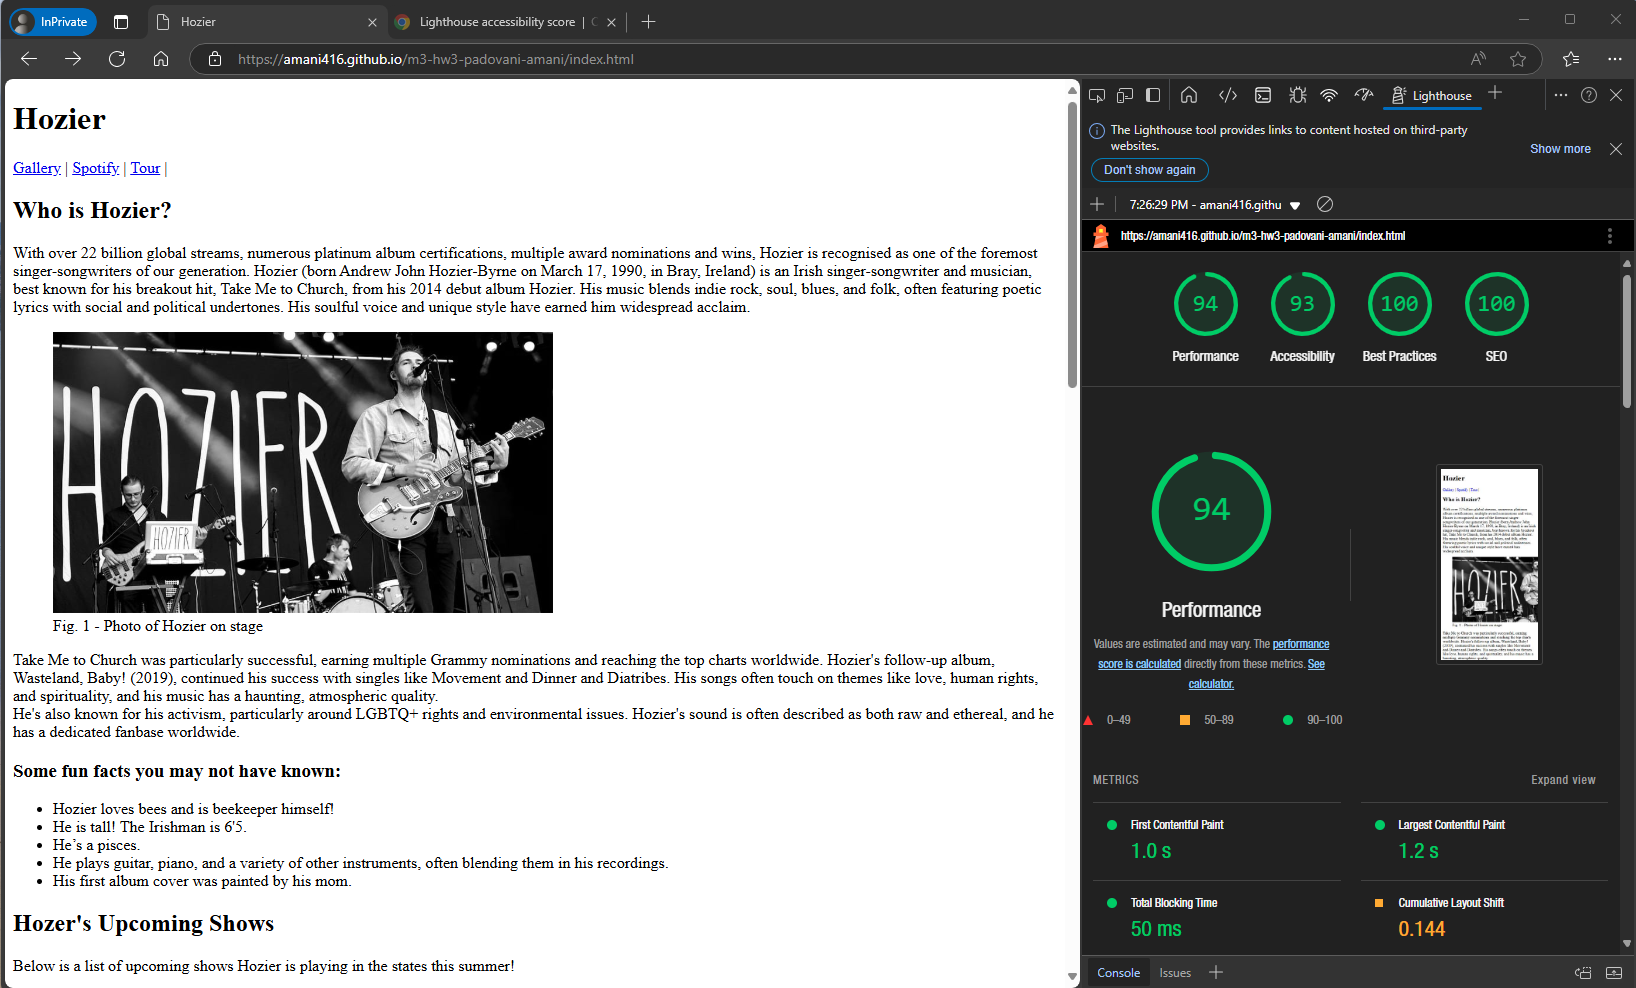 InPrivate
Hozier
Lighthouse accessibility score | C
https://amani416.github.io/m3-hw3-padovani-amani/index.html
Hozier
Gallery | Spotify | Tour |
Who is Hozier?
With over 22 billion global streams, numerous platinum album certifications, multiple award nominations and wins, Hozier is recognised as one of the foremost
singer-songwriters of our generation. Hozier (born Andrew John Hozier-Byrne on March 17, 1990, in Bray, Ireland) is an Irish singer-songwriter and musician,
best known for his breakout hit, Take Me to Church, from his 2014 debut album Hozier. His music blends indie rock, soul, blues, and folk, often featuring poetic
lyrics with social and political undertones. His soulful voice and unique style have earned him widespread acclaim.
HOZIER
HOZIER
Fig. 1 - Photo of Hozier on stage
Take Me to Church was particularly successful, earning multiple Grammy nominations and reaching the top charts worldwide. Hozier's follow-up album,
Wasteland, Baby! (2019), continued his success with singles like Movement and Dinner and Diatribes. His songs often touch on themes like love, human rights,
and spirituality, and his music has a haunting, atmospheric quality.
He's also known for his activism, particularly around LGBTQ+ rights and environmental issues. Hozier's sound is often described as both raw and ethereal, and he
has a dedicated fanbase worldwide.
Some fun facts you may not have known:
• Hozier loves bees and is beekeeper himself!
• He is tall! The Irishman is 6'5.
• He’s a pisces.
• He plays guitar, piano, and a variety of other instruments, often blending them in his recordings.
• His first album cover was painted by his mom.
Hozer's Upcoming Shows
Below is a list of upcoming shows Hozier is playing in the states this summer!
Lighthouse
The Lighthouse tool provides links to content hosted on third-party
websites.
Show more
Don't show again
7:26:29 PM - amani416.githu
https://amani416.github.io/m3-hw3-padovani-amani/index.html
94 93 100 100
Performance Accessibility Best Practices SEO
94
Performance
Values are estimated and may vary. The performance
score is calculated directly from these metrics. See
calculator.
0–49 50–89 90–100
Hozier
Gallery | Spotify | Tour |
Who is Hozier?
HOZIER
METRICS
Expand view
First Contentful Paint
1.0 s
Largest Contentful Paint
1.2 s
Total Blocking Time
50 ms
Cumulative Layout Shift
0.144
Console Issues